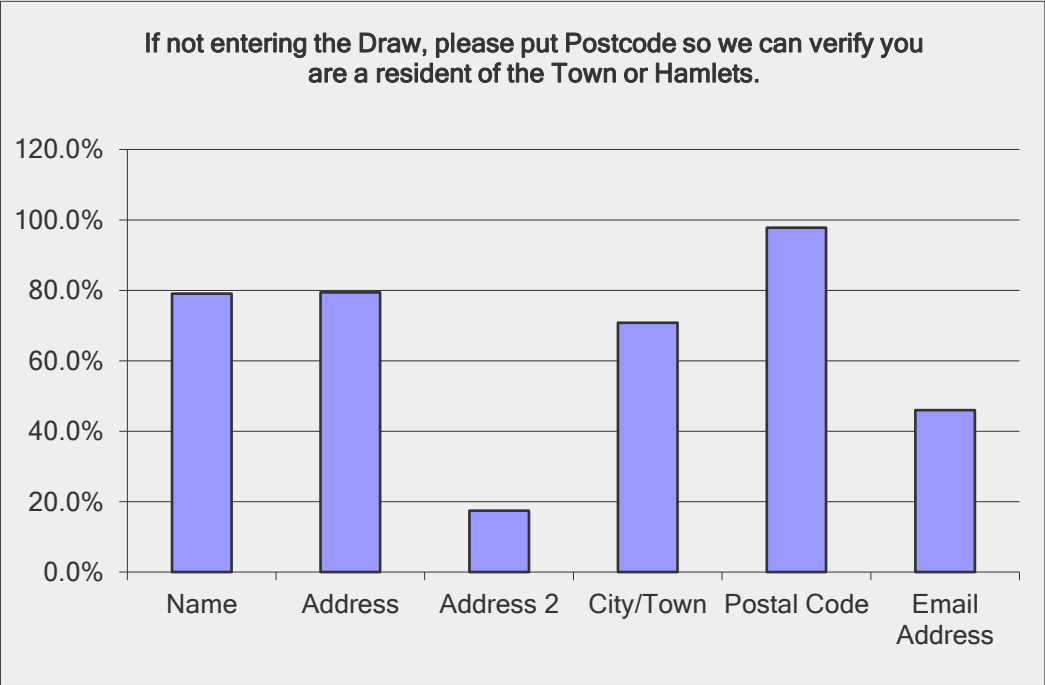 If not entering the Draw, please put Postcode so we can verify you
are a resident of the Town or Hamlets.
120.0%
100.0%
80.0%
60.0%
40.0%
20.0%
0.0%
Name Address Address 2 City/Town Postal Code Email
Address